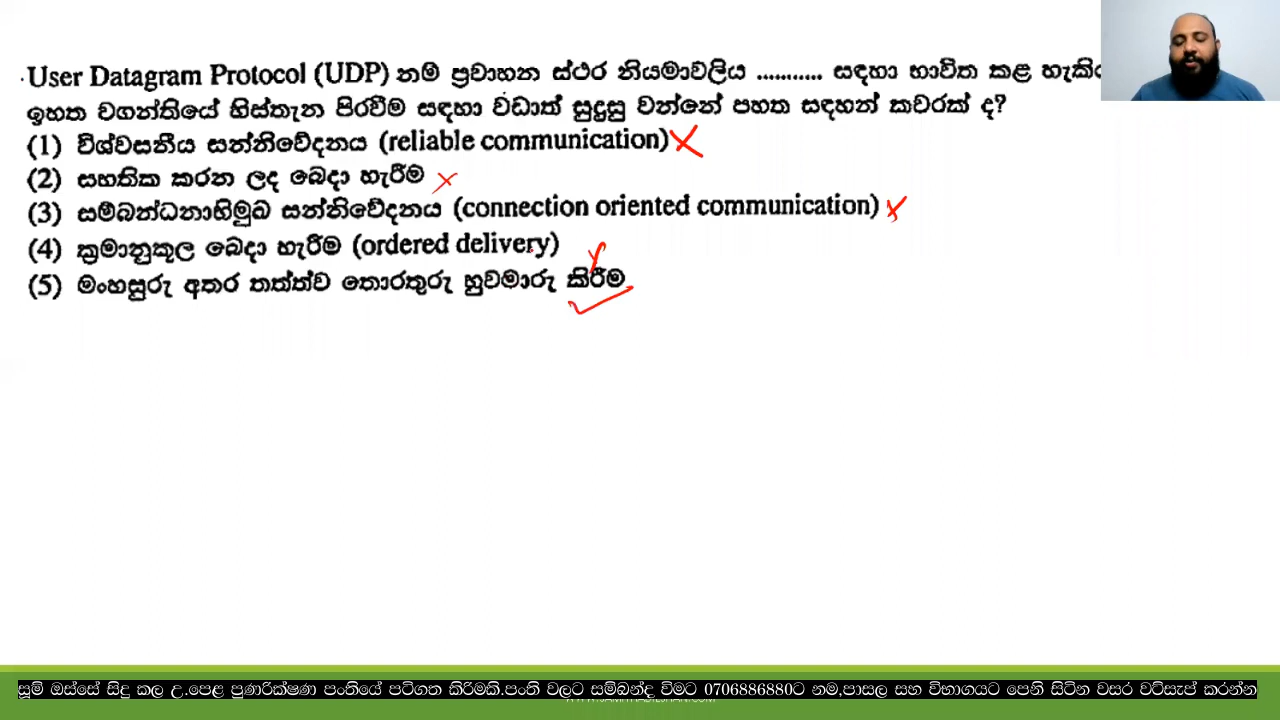 User Datagram Protocol (UDP) නම් ප්‍රවාහන ස්ථර නියමාවලිය ........... සඳහා භාවිත කළ
ඉහත වගන්තියේ හිස්තැන පිරවීම සඳහා වඩාත් සුදුසු වන්නේ පහත සඳහන් කවරක් ද?
(1) විශ්වසනීය සන්නිවේදනය (reliable communication)
(2) සහතික කරන ලද බෙදා හැරීම
(3) සම්බන්ධනාභිමුඛ සන්නිවේදනය (connection oriented communication)
(4) ක්‍රමානුකූල බෙදා හැරීම (ordered delivery)
(5) මංහසුරු අතර තත්ත්ව තොරතුරු හුවමාරු කිරීම
සූම් ඔස්සේ සිදු කල උ.පෙළ පුණරීක්ෂණ පංතියේ පටිගත කිරීමකි.පංති වලට සම්බන්ද වීමට 0706886880ට නම,පාසල සහ විභාගයට පෙනී සිටින වසර වට්සැප් කරන්න